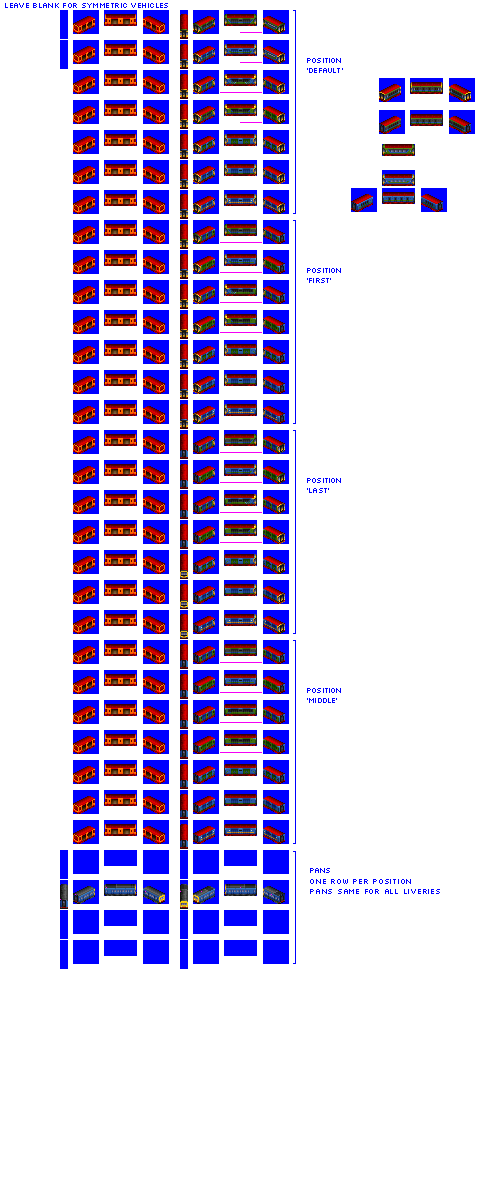 LEAVE BLANK FOR SYMMETRIC VEHICLES
POSITION
'DEFAULT'
POSITION
'FIRST'
POSITION
'LAST'
POSITION
'MIDDLE'
PANS
ONE ROW PER POSITION
PANS SAME FOR ALL LIVERIES